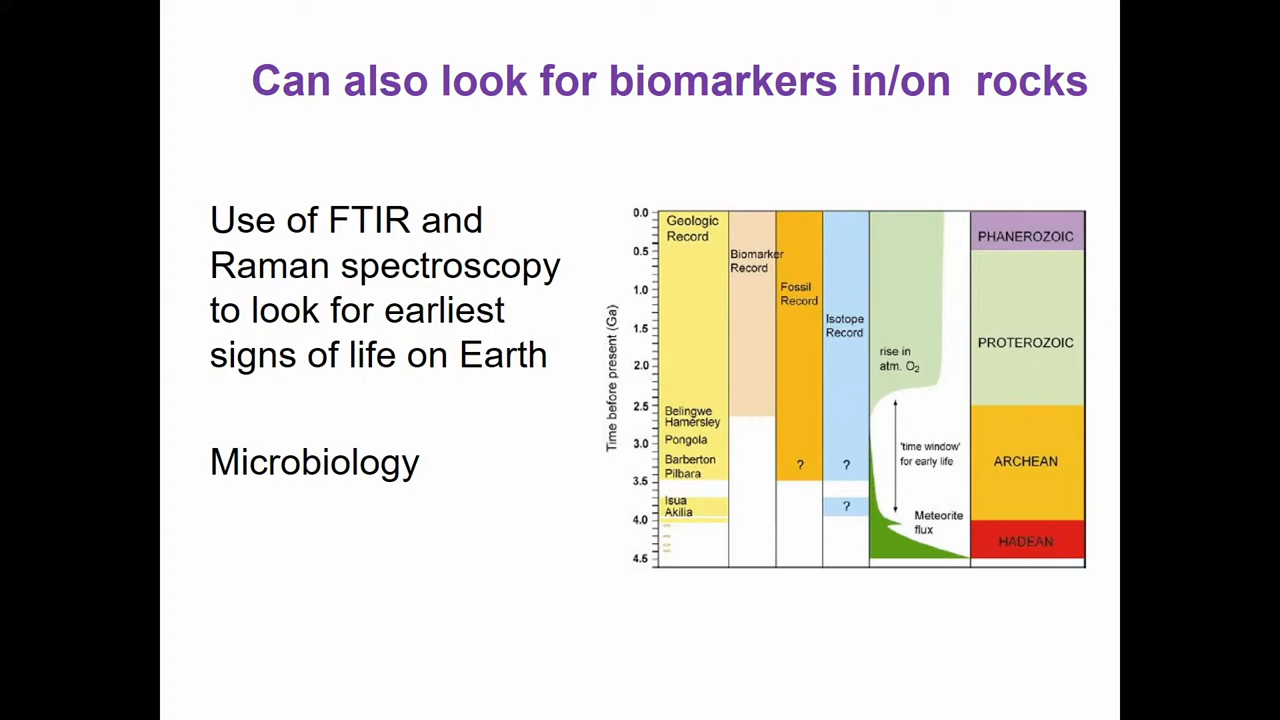 Can also look for biomarkers in/on  rocks
Use of FTIR and
Raman spectroscopy
to look for earliest
signs of life on Earth
Microbiology
Time before present (Ga)
0.0
0.5
1.0
1.5
2.0
2.5
3.0
3.5
4.0
4.5
Geologic
Record
Belingwe
Hamersley
Pongola
Barberton
Pilbara
Isua
Akilia
Biomarker
Record
Fossil
Record
?
Isotope
Record
?
?
rise in
atm. O₂
'time window'
for early life
Meteorite
flux
PHANEROZOIC
PROTEROZOIC
ARCHEAN
HADEAN